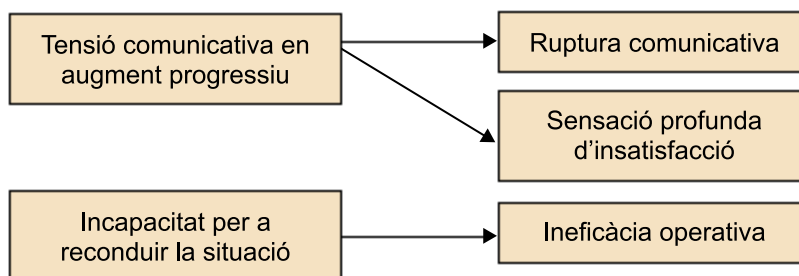 Tensió comunicativa en
augment progressiu
Ruptura comunicativa
Sensació profunda
d’insatisfacció
Incapacitat per a
reconduir la situació
Ineficàcia operativa